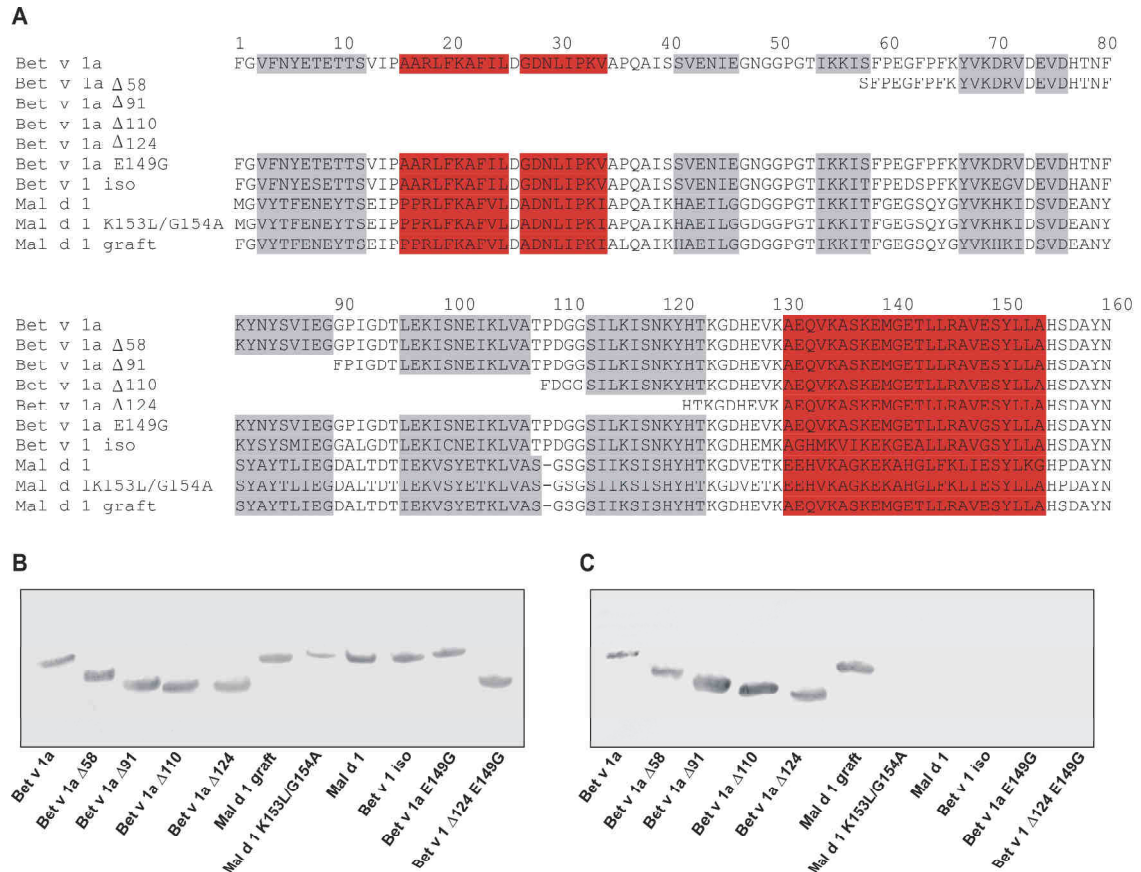 A
1 10 20 30 40 50 60 70 80
Bet v 1a FGVFNYETETTSVIPAARLFKAFILDGDNLIPKVAPQAISSVENIEGNGGPGTIKKISFPEGFPFKYVKDRVDEVDHTNF
Bet v 1a Δ58 SFPEGFPFKYVKDRVDEVDHTNF
Bet v 1a Δ91
Bet v 1a Δ110
Bet v 1a Δ124
Bet v 1a E149G FGVFNYETETTSVIPAARLFKAFILDGDNLIPKVAPQAISSVENIEGNGGPGTIKKISFPEGFPFKYVKDRVDEVDHTNF
Bet v 1 iso FGVFNYESETTSVIPAARLFKAFILDGDNLIPKVAPQAISSVENIEGNGGPGTIKKITFPEDSPFKYVKEGVDEVDHANF
Mal d 1 MGVYTFENEYTSEIPPPRLFKAFVLDADNLIPKIAPQAIKHAEILGGDGGPGTIKKITFGEGSQYGYVKHKIDSVDEANY
Mal d 1 K153L/G154A MGVYTFENEYTSEIPPPRLFKAFVLDADNLIPKIAPQAIKHAEILGGDGGPGTIKKITFGEGSQYGYVKHKIDSVDEANY
Mal d 1 graft FGVYTFENEYTSEIPPPRLFKAFVLDADNLIPKIALQAIKHAEILGGDGGPGTIKKITFGEGSQYGYVKHKIDSVDEANY
90 100 110 120 130 140 150 160
Bet v 1a KYNYSVIEGGPIGDTLEKISNEIKLVATPDGGSILKISNKYHTKGDHEVKAEQVKASKEMGETLLRAVESYLLAHSDAYN
Bet v 1a Δ58 KYNYSVIEGGPIGDTLEKISNEIKLVATPDGGSILKISNKYHTKGDHEVKAEQVKASKEMGETLLRAVESYLLAHSDAYN
Bet v 1a Δ91 FPIGDTLEKISNEIKLVATPDGGSILKISNKYHTKGDHEVKAEQVKASKEMGETLLRAVESYLLAHSDAYN
Bet v 1a Δ110 FDGGSILKISNKYHTKGDHEVKAEQVKASKEMGETLLRAVESYLLAHSDAYN
Bet v 1a Δ124 HTKGDHEVKAEQVKASKEMGETLLRAVESYLLAHSDAYN
Bet v 1a E149G KYNYSVIEGGPIGDTLEKISNEIKLVATPDGGSILKISNKYHTKGDHEVKAEQVKASKEMGETLLRAVGSYLLAHSDAYN
Bet v 1 iso KYSYSMIEGGALGDTLEKICNEIKLVATPDGGSILKISNKYHTKGDHEMKAGHMKVIKEKGEALLRAVGSYLLAHSDAYN
Mal d 1 SYAYTLIEGDALTDTIEKVSYETKLVAS-GSGSIIKSISHYHTKGDVETKEEHVKAGKEKAHGLFKLIESYLKGHPDAYN
Mal d 1K153L/G154A SYAYTLIEGDALTDTIEKVSYETKLVAS-GSGSIIKSISHYHTKGDVETKEEHVKAGKEKAHGLFKLIESYLLAHPDAYN
Mal d 1 graft SYAYTLIEGDALTDTIEKVSYETKLVAS-GSGSIIKSISHYHTKGDHEVKAEQVKASKEMGETLLRAVESYLLAHSDAYN
B
Bet v 1a
Bet v 1a Δ58
Bet v 1a Δ91
Bet v 1a Δ110
Bet v 1a Δ124
Mal d 1 graft
Mal d 1 K153L/G154A
Mal d 1
Bet v 1 iso
Bet v 1a E149G
Bet v 1 Δ124 E149G
C
Bet v 1a
Bet v 1a Δ58
Bet v 1a Δ91
Bet v 1a Δ110
Bet v 1a Δ124
Mal d 1 graft
Mal d 1 K153L/G154A
Mal d 1
Bet v 1 iso
Bet v 1a E149G
Bet v 1 Δ124 E149G